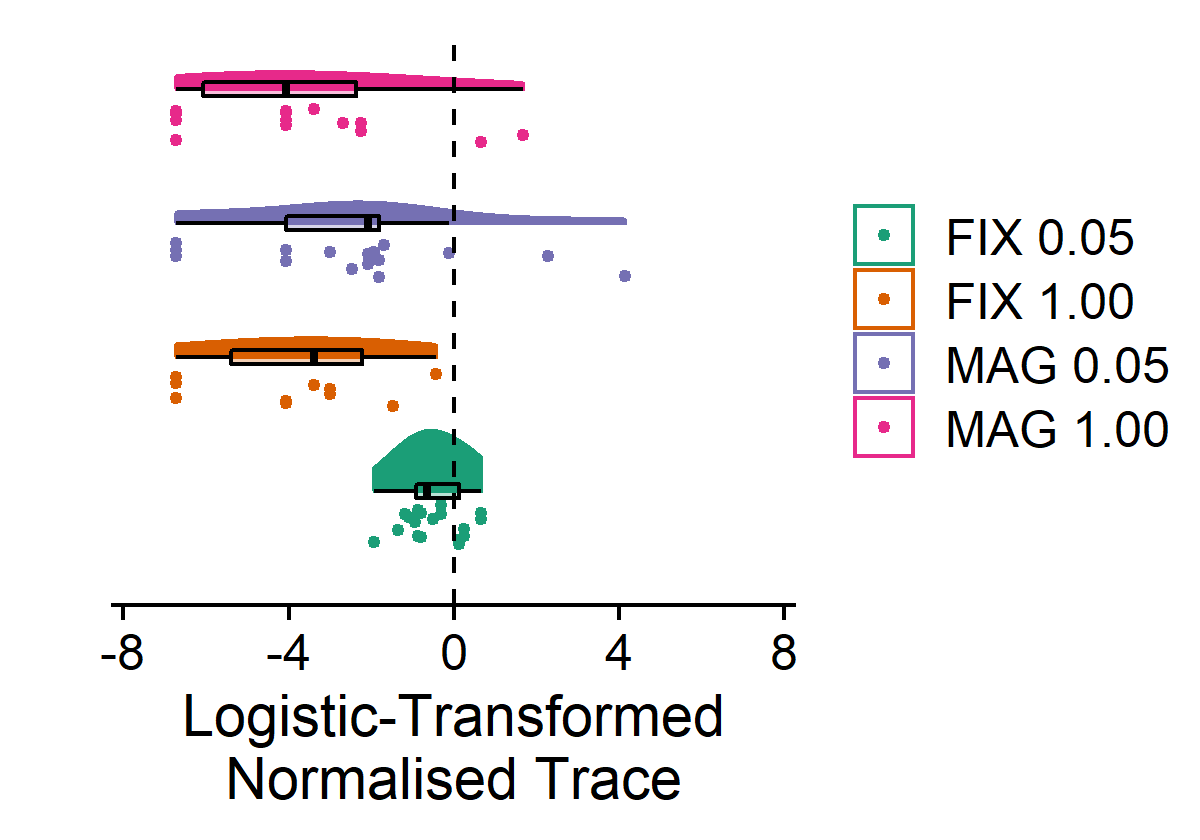 FIX 0.05
FIX 1.00
MAG 0.05
MAG 1.00
-8 -4 0 4 8
Logistic-Transformed
Normalised Trace